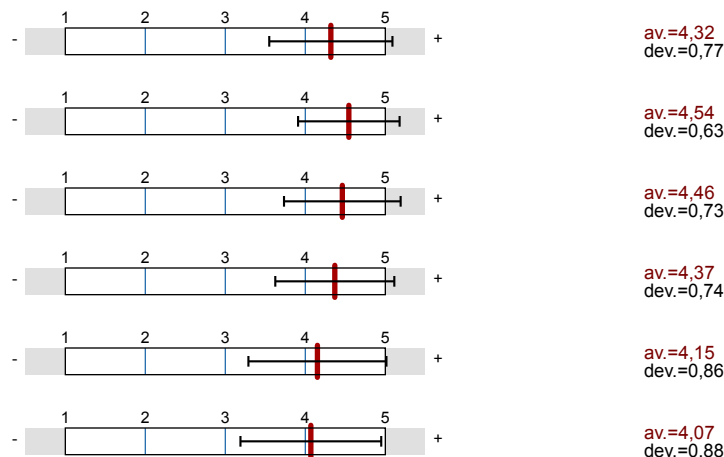 1 2 3 4 5
- + av.=4,32
dev.=0,77
1 2 3 4 5
- + av.=4,54
dev.=0,63
1 2 3 4 5
- + av.=4,46
dev.=0,73
1 2 3 4 5
- + av.=4,37
dev.=0,74
1 2 3 4 5
- + av.=4,15
dev.=0,86
1 2 3 4 5
- + av.=4,07
dev.=0,88